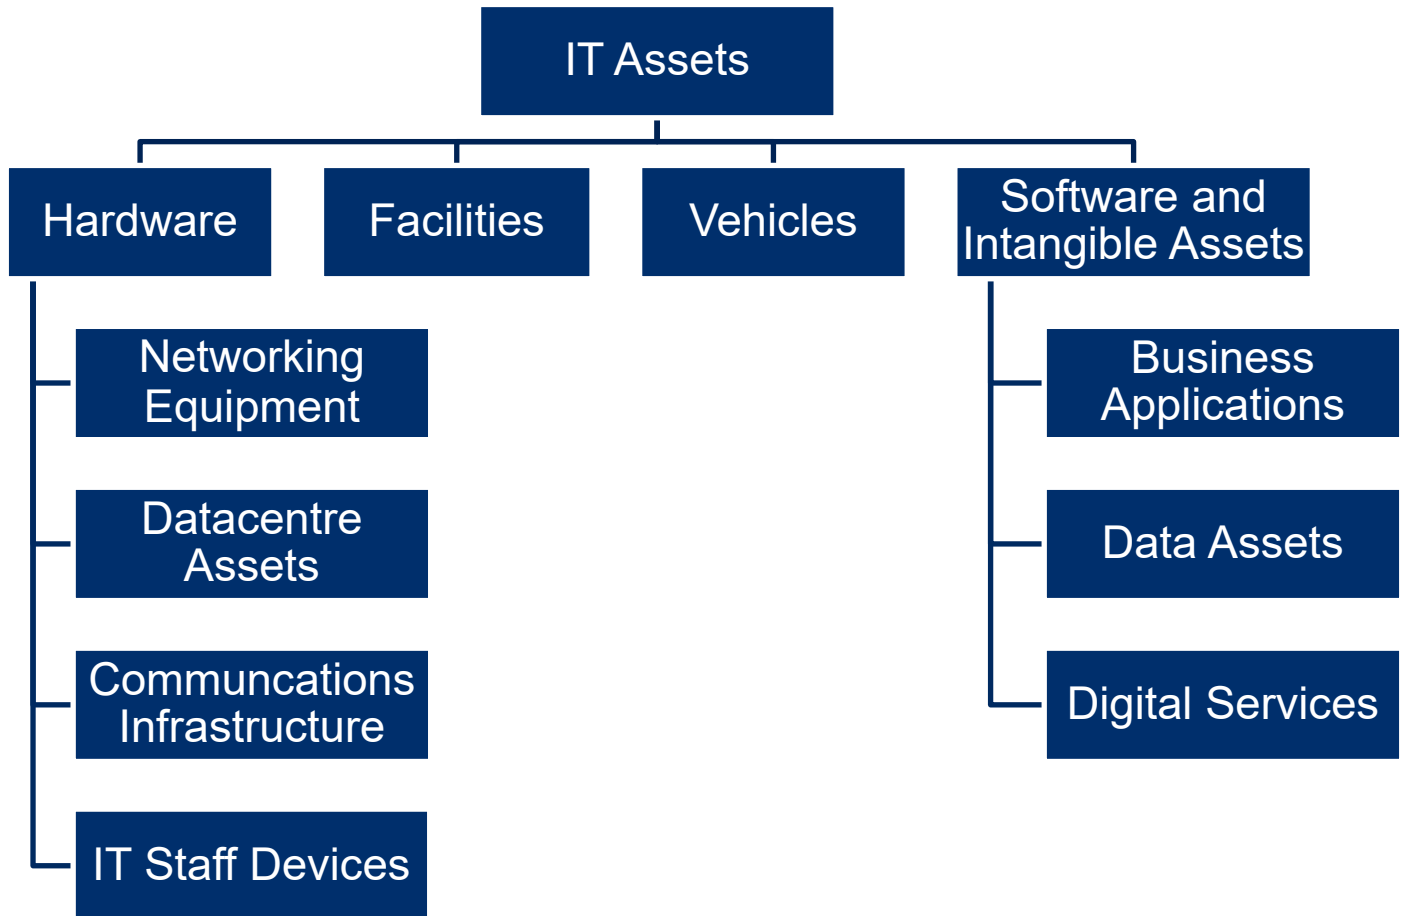 IT Assets
Hardware
Facilities
Vehicles
Software and
Intangible Assets
Networking
Equipment
Datacentre
Assets
Communcations
Infrastructure
IT Staff Devices
Business
Applications
Data Assets
Digital Services